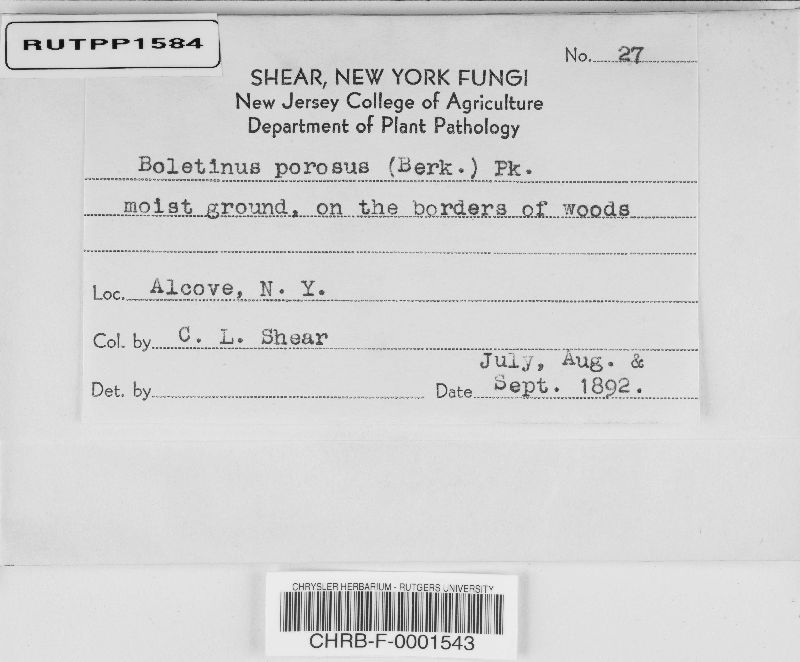 RUTPP1584
No. 27
SHEAR, NEW YORK FUNGI
New Jersey College of Agriculture
Department of Plant Pathology
Boletinus porosus (Berk.) Pk.
moist ground, on the borders of woods
Loc. Alcove, N. Y.
Col. by C. L. Shear
July, Aug. &
Det. by Date Sept. 1892.
CHRYSLER HERBARIUM - RUTGERS UNIVERSITY
CHRB-F-0001543